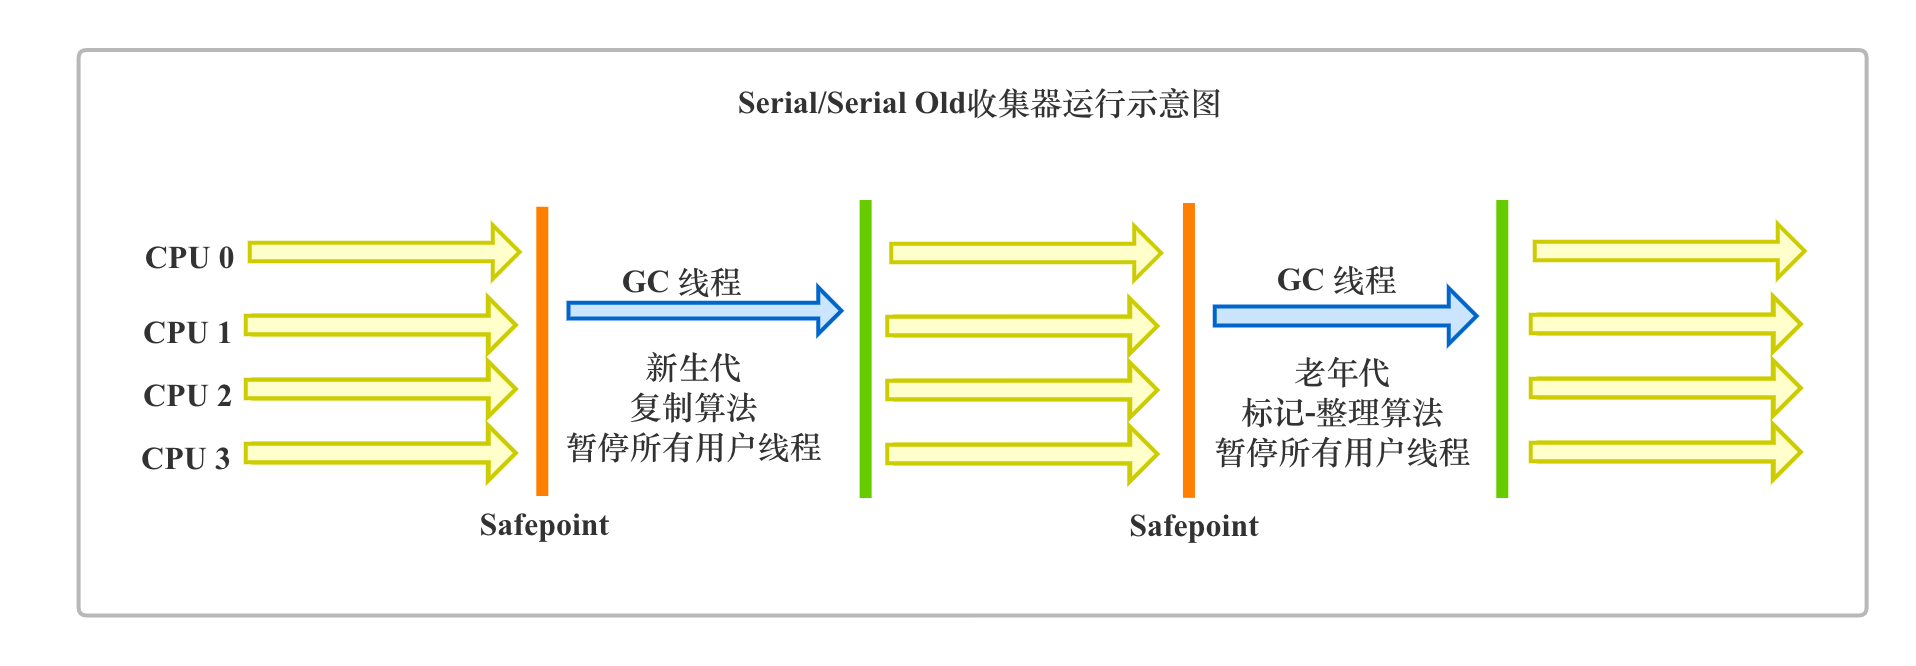 Serial/Serial Old收集器运行示意图
CPU 0
CPU 1
CPU 2
CPU 3
Safepoint
GC 线程
新生代
复制算法
暂停所有用户线程
Safepoint
GC 线程
老年代
标记-整理算法
暂停所有用户线程